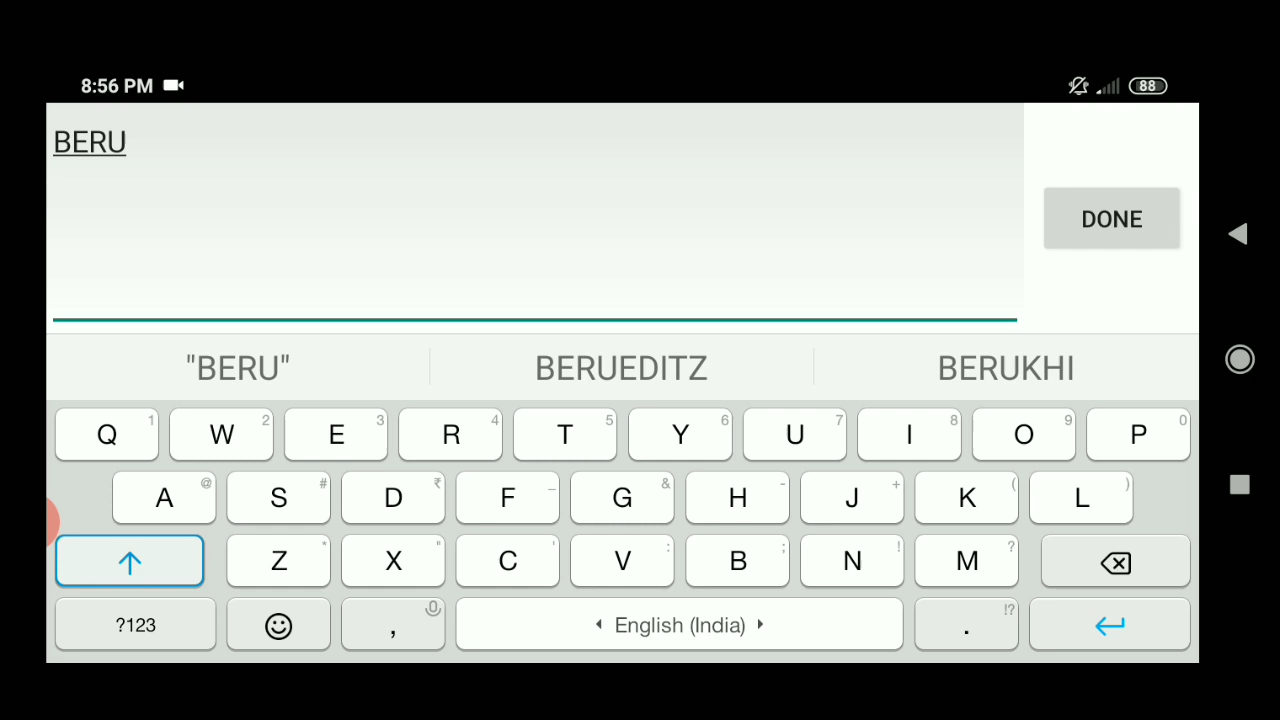 8:56 PM 88
BERU
DONE
"BERU" BERUEDITZ BERUKHI
Q 1 W 2 E 3 R 4 T 5 Y 6 U 7 I 8 O 9 P 0
A @ S # D ₹ F _ G & H - J + K ( L )
Z * X " C ' V : B ; N ! M ?
?123 , English (India) . !?